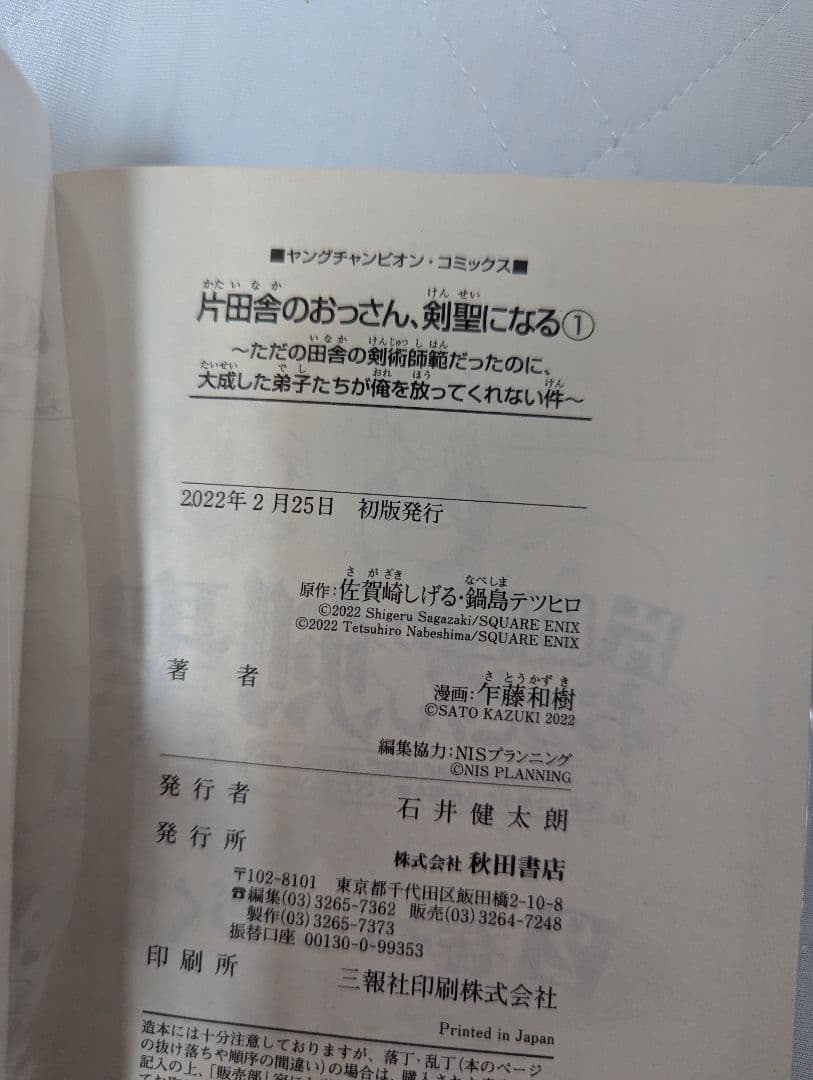 ■ヤングチャンピオン・コミックス■
片田舎のおっさん、剣聖になる①
～ただの田舎の剣術師範だったのに、
大成した弟子たちが俺を放ってくれない件～
2022年2月25日 初版発行
原作：佐賀崎しげる・鍋島テツヒロ
©2022 Shigeru Sagazaki/SQUARE ENIX
©2022 Tetsuhiro Nabeshima/SQUARE ENIX
著者 漫画：乍藤和樹
©SATO KAZUKI 2022
編集協力：NISプランニング
©NIS PLANNING
発行者 石井健太朗
発行所 株式会社 秋田書店
〒102-8101 東京都千代田区飯田橋2-10-8
☎編集(03)3265-7362 販売(03)3264-7248
製作(03)3265-7373
振替口座 00130-0-99353
印刷所 三報社印刷株式会社
Printed in Japan
造本には十分注意しておりますが、落丁・乱丁(本のページ
の抜け落ちや順序の間違い)の場合は、購入された
記入の上、「販売部」